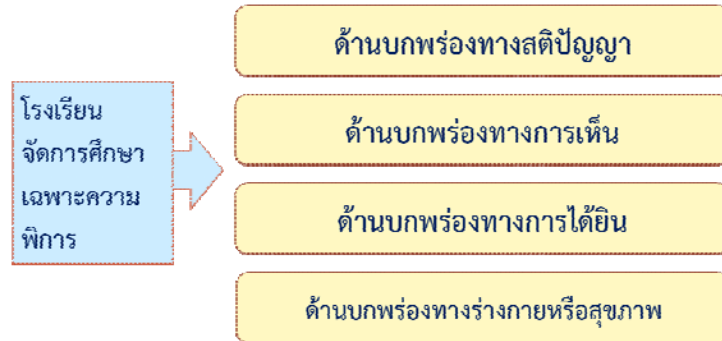 โรงเรียน
จัดการศึกษา
เฉพาะความ
พิการ
ด้านบกพร่องทางสติปัญญา
ด้านบกพร่องทางการเห็น
ด้านบกพร่องทางการได้ยิน
ด้านบกพร่องทางร่างกายหรือสุขภาพ